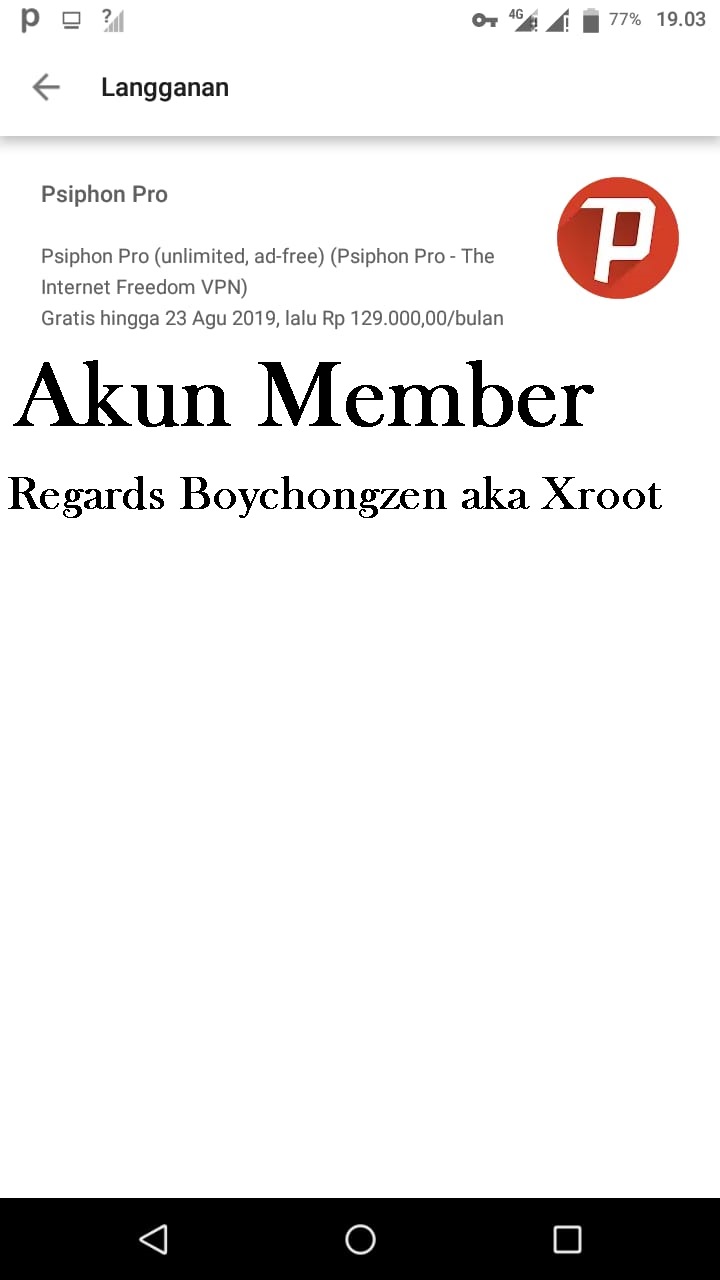 77% 19.03
4G
Langganan
Psiphon Pro
Psiphon Pro (unlimited, ad-free) (Psiphon Pro - The
Internet Freedom VPN)
Gratis hingga 23 Agu 2019, lalu Rp 129.000,00/bulan
Akun Member
Regards Boychongzen aka Xroot